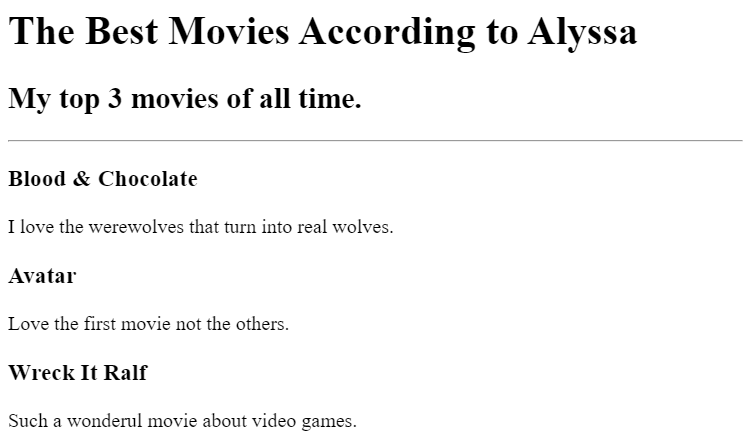 The Best Movies According to Alyssa
My top 3 movies of all time.
Blood & Chocolate
I love the werewolves that turn into real wolves.
Avatar
Love the first movie not the others.
Wreck It Ralf
Such a wonderul movie about video games.